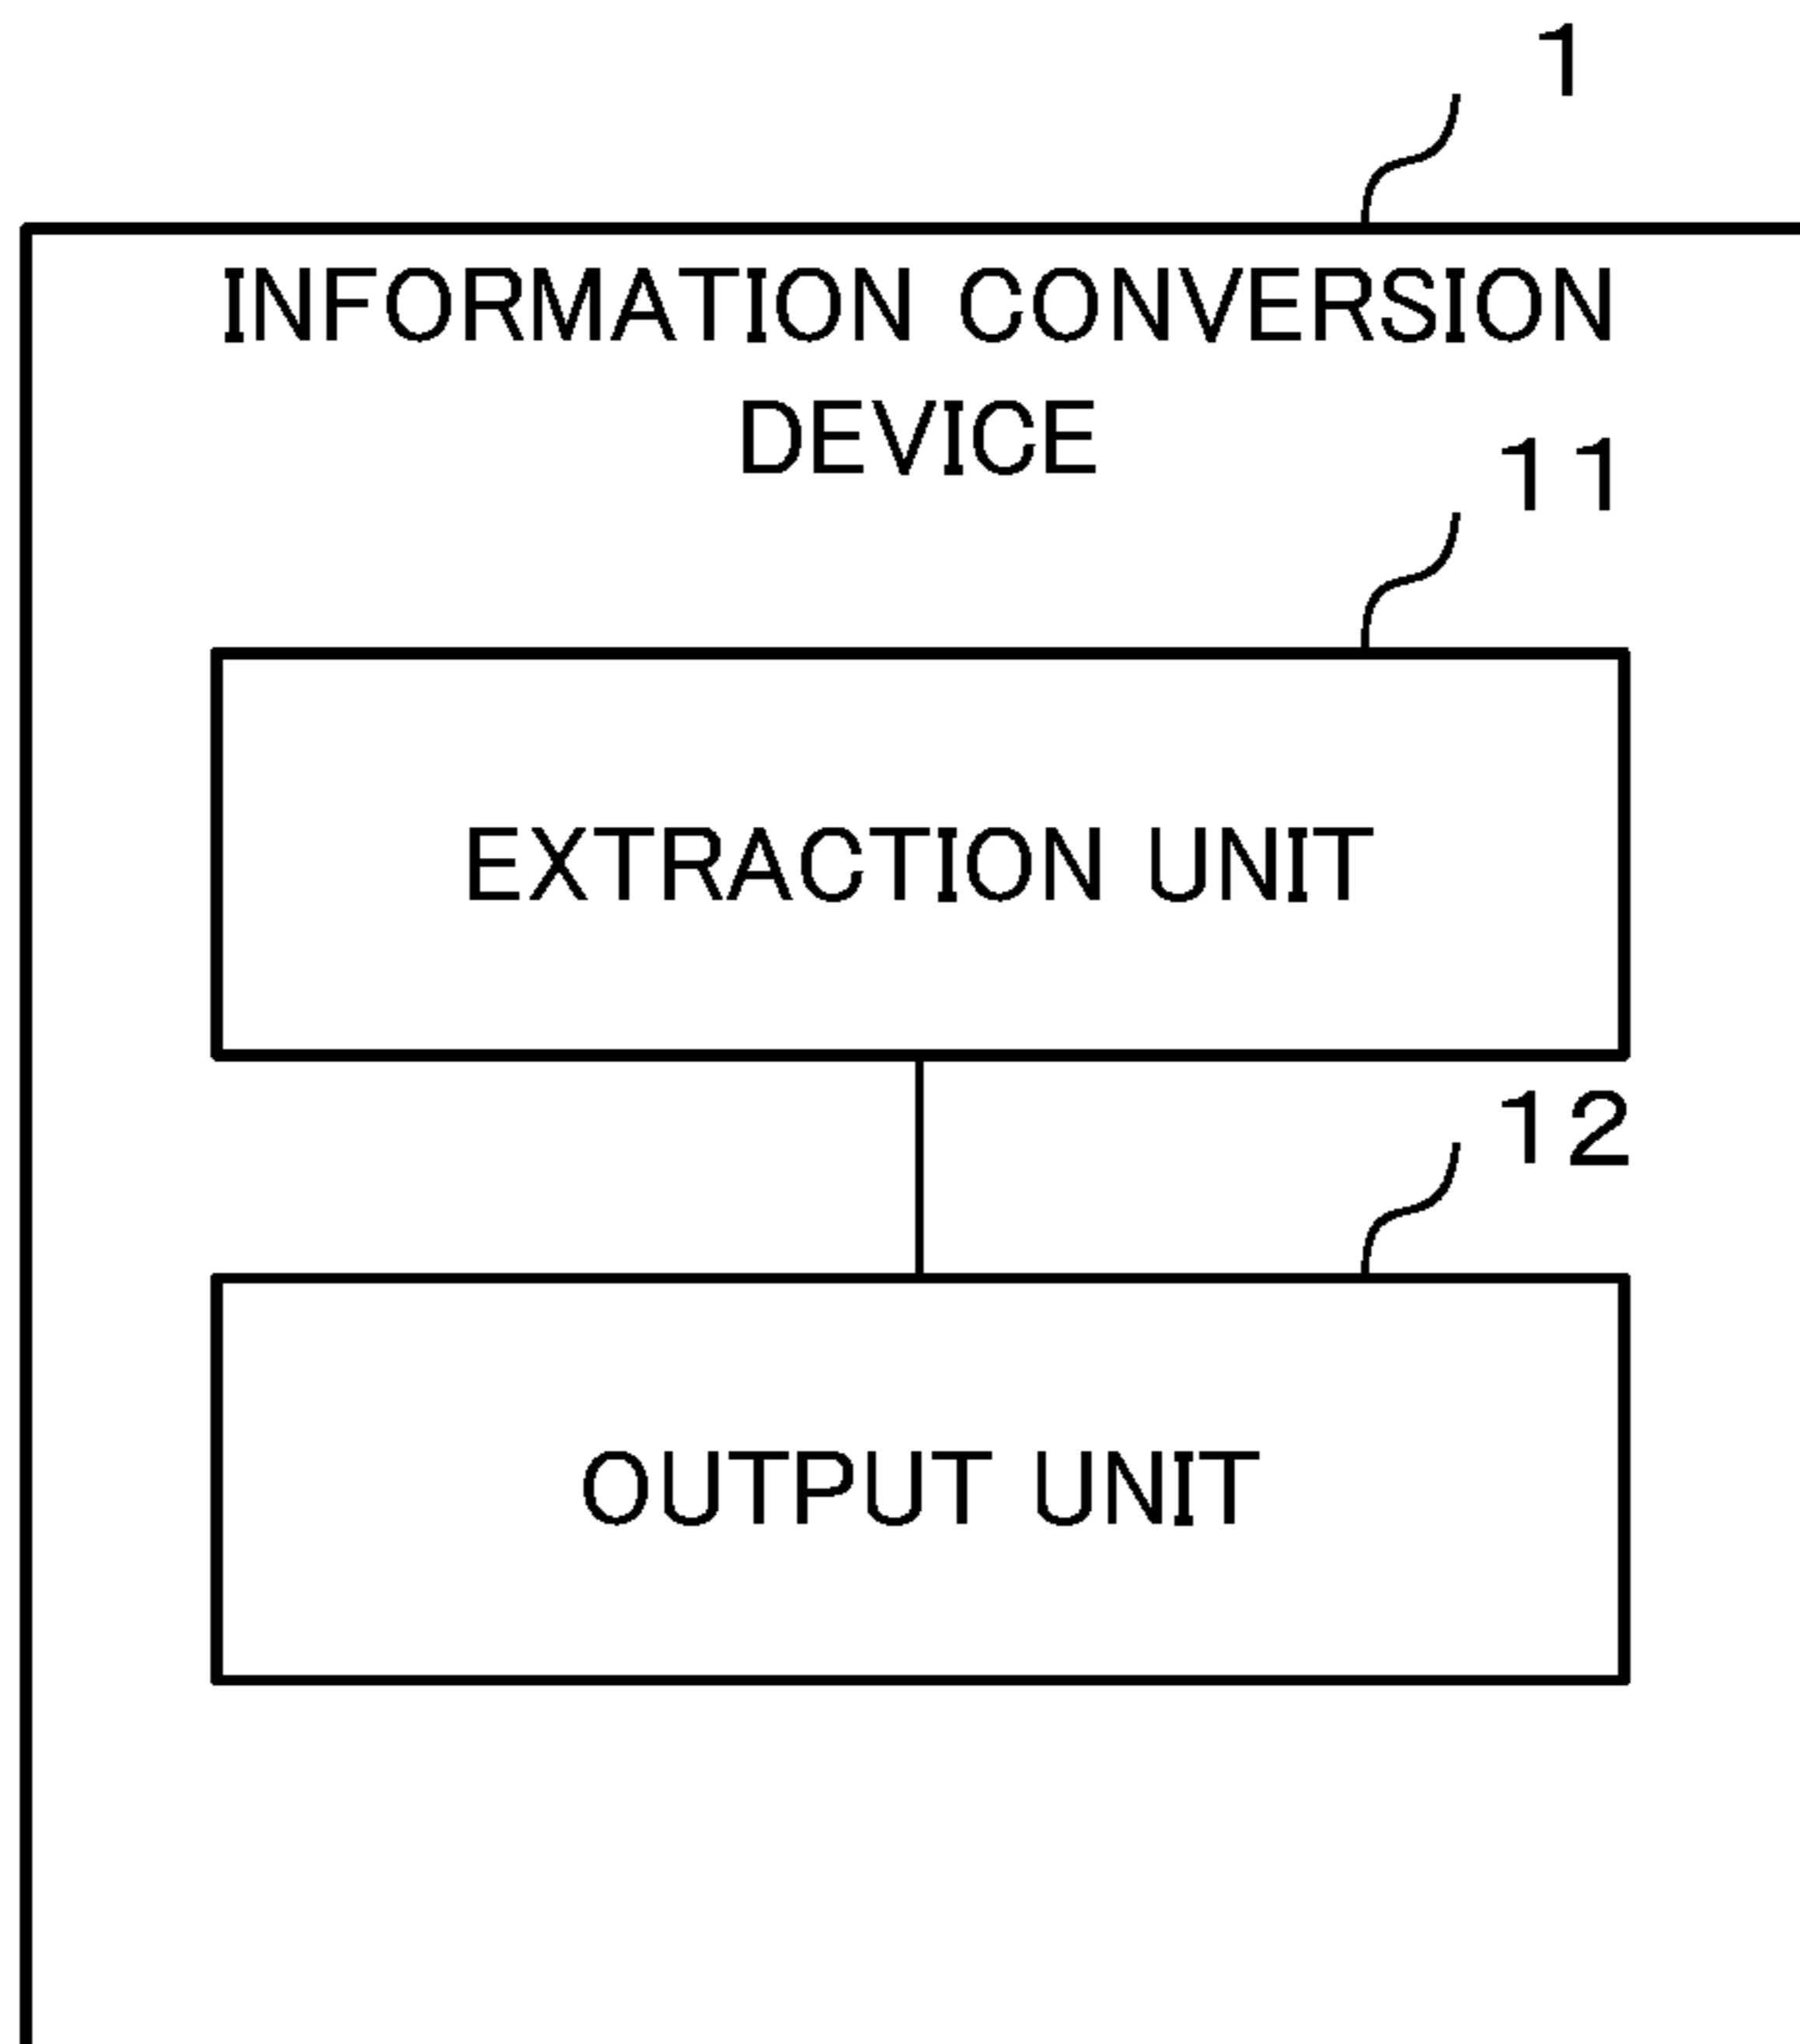 1
INFORMATION CONVERSION
DEVICE
11
EXTRACTION UNIT
12
OUTPUT UNIT